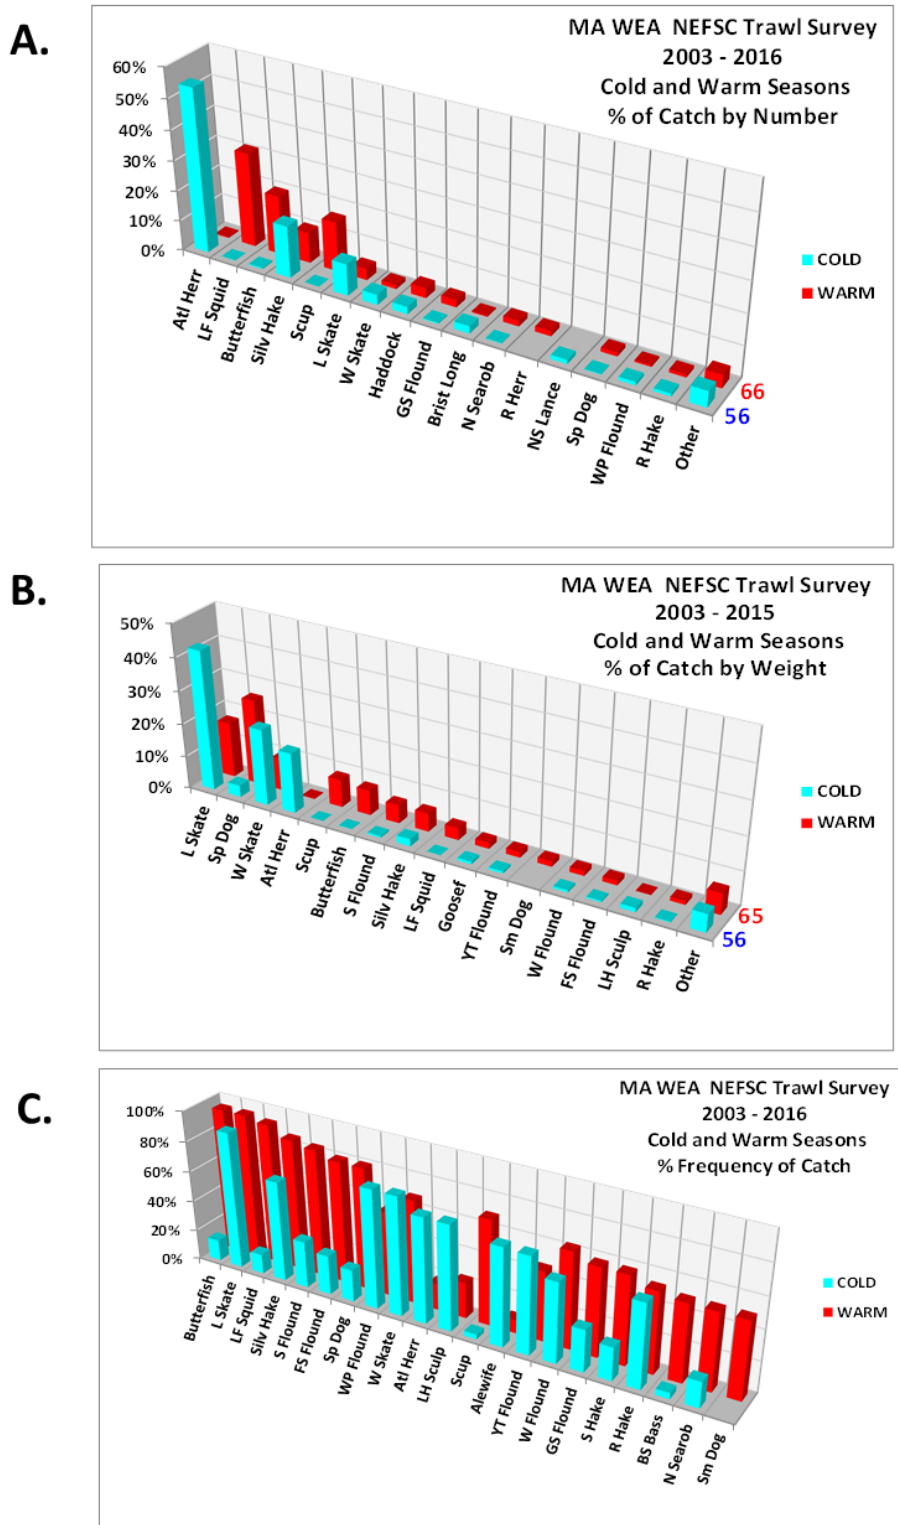 A.
MA WEA NEFSC Trawl Survey
2003 - 2016
Cold and Warm Seasons
% of Catch by Number
60%
50%
40%
30%
20%
10%
0%
Atl Herr
LF Squid
Butterfish
Silv Hake
Scup
L Skate
W Skate
Haddock
GS Flound
Brist Long
N Searob
R Herr
NS Lance
Sp Dog
WP Flound
R Hake
Other
66
56
COLD
WARM
B.
MA WEA NEFSC Trawl Survey
2003 - 2015
Cold and Warm Seasons
% of Catch by Weight
50%
40%
30%
20%
10%
0%
L Skate
Sp Dog
W Skate
Atl Herr
Scup
Butterfish
S Flound
Silv Hake
LF Squid
Goosef
YT Flound
Sm Dog
W Flound
FS Flound
LH Sculp
R Hake
Other
65
56
COLD
WARM
C.
MA WEA NEFSC Trawl Survey
2003 - 2016
Cold and Warm Seasons
% Frequency of Catch
100%
80%
60%
40%
20%
0%
Butterfish
L Skate
LF Squid
Silv Hake
S Flound
FS Flound
Sp Dog
WP Flound
W Skate
Atl Herr
LH Sculp
Scup
Alewife
YT Flound
W Flound
GS Flound
S Hake
R Hake
BS Bass
N Searob
Sm Dog
COLD
WARM